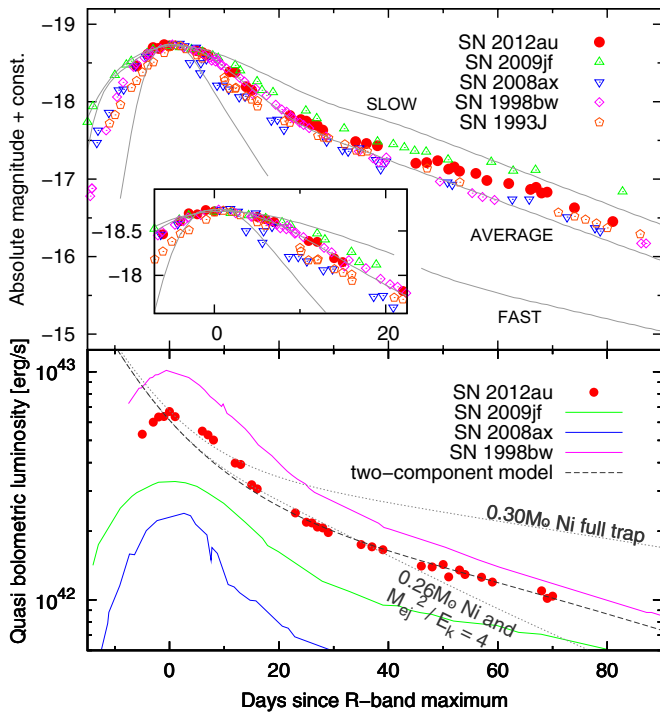 Absolute magnitude + const.
−19
−18
−17
−16
−15
SN 2012au
SN 2009jf
SN 2008ax
SN 1998bw
SN 1993J
SLOW
AVERAGE
FAST
−18.5
−18
0
20
Quasi bolometric luminosity [erg/s]
10^43
10^42
SN 2012au
SN 2009jf
SN 2008ax
SN 1998bw
two−component model
0.30M⊙ Ni full trap
0.26M⊙ Ni and
M_ej^2 / E_k = 4
0 20 40 60 80
Days since R−band maximum